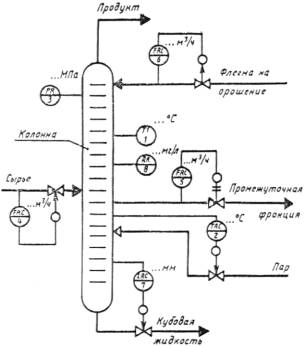 Продукт
...м³/ч
FRC
6
Флегма на
орошение
...МПа
PR
3
...°С
TI
1
Колонна
...мг/л
QR
8
...м³/ч
FRC
5
Сырье
...м³/ч
FRC
4
Промежуточная
фракция
...°С
TRC
2
Пар
...мм
LRC
7
Кубовая
жидкость